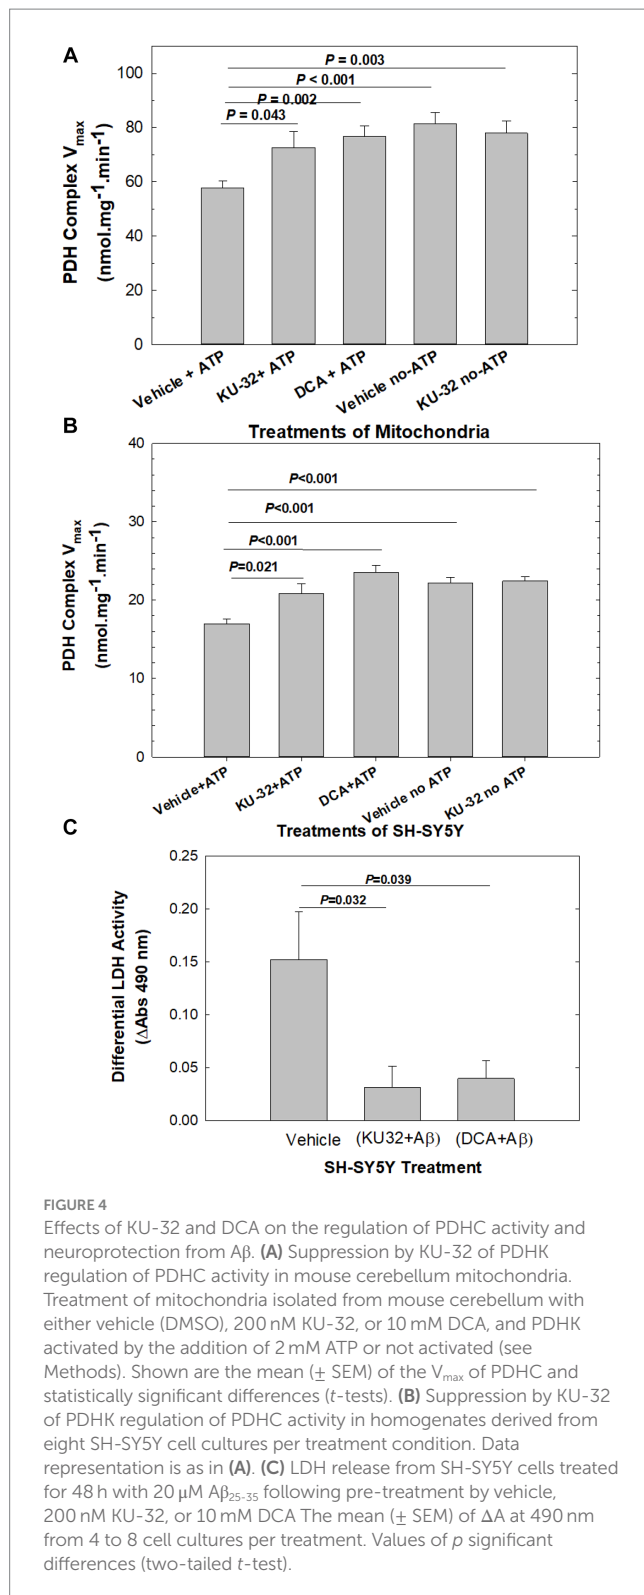 A
P = 0.003
P < 0.001
P = 0.002
P = 0.043
100
80
60
40
20
0
PDH Complex Vmax
(nmol.mg-1.min-1)
Vehicle + ATP
KU-32+ ATP
DCA + ATP
Vehicle no-ATP
KU-32 no-ATP
Treatments of Mitochondria
B
P<0.001
P<0.001
P<0.001
P=0.021
40
30
20
10
0
PDH Complex Vmax
(nmol.mg-1.min-1)
Vehicle+ATP
KU-32+ATP
DCA+ATP
Vehicle no ATP
KU-32 no ATP
Treatments of SH-SY5Y
C
P=0.039
P=0.032
0.25
0.20
0.15
0.10
0.05
0.00
Differential LDH Activity
(ΔAbs 490 nm)
Vehicle
(KU32+Aβ)
(DCA+Aβ)
SH-SY5Y Treatment
FIGURE 4
Effects of KU-32 and DCA on the regulation of PDHC activity and
neuroprotection from Aβ. (A) Suppression by KU-32 of PDHK
regulation of PDHC activity in mouse cerebellum mitochondria.
Treatment of mitochondria isolated from mouse cerebellum with
either vehicle (DMSO), 200 nM KU-32, or 10 mM DCA, and PDHK
activated by the addition of 2 mM ATP or not activated (see
Methods). Shown are the mean (± SEM) of the Vmax of PDHC and
statistically significant differences (t-tests). (B) Suppression by KU-32
of PDHK regulation of PDHC activity in homogenates derived from
eight SH-SY5Y cell cultures per treatment condition. Data
representation is as in (A). (C) LDH release from SH-SY5Y cells treated
for 48 h with 20 μM Aβ25-35 following pre-treatment by vehicle,
200 nM KU-32, or 10 mM DCA The mean (± SEM) of ΔA at 490 nm
from 4 to 8 cell cultures per treatment. Values of p significant
differences (two-tailed t-test).